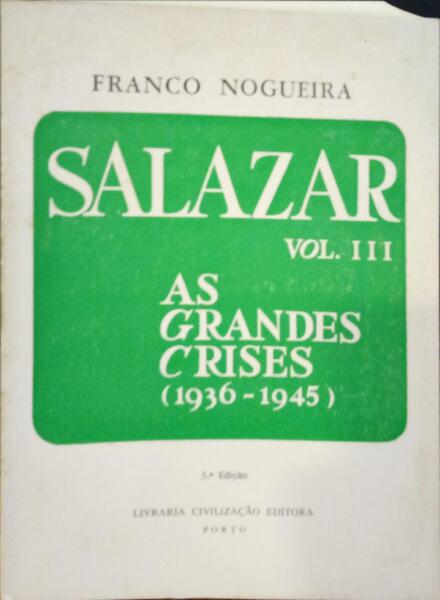 FRANCO NOGUEIRA
SALAZAR
VOL. III
AS
GRANDES
CRISES
(1936-1945)
3.ª Edição
LIVRARIA CIVILIZAÇÃO EDITORA
PORTO